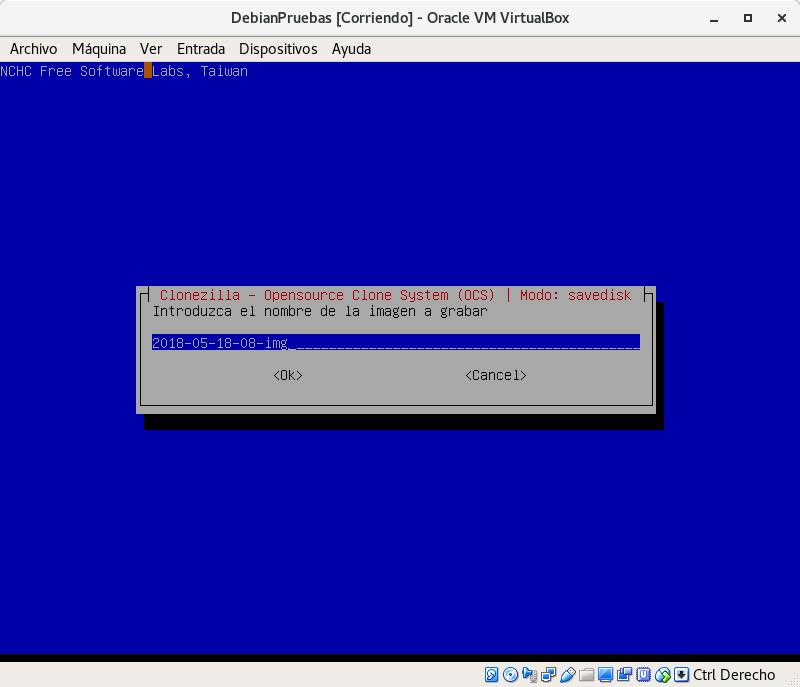 DebianPruebas [Corriendo] - Oracle VM VirtualBox
Archivo Máquina Ver Entrada Dispositivos Ayuda
NCHC Free Software Labs, Taiwan
Clonezilla - Opensource Clone System (OCS) | Modo: savedisk
Introduzca el nombre de la imagen a grabar
2018-05-18-08-img
<Ok> <Cancel>
Ctrl Derecho